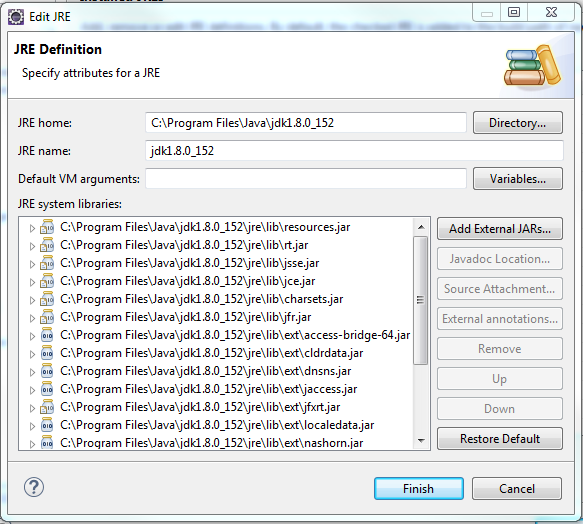 Edit JRE
JRE Definition
Specify attributes for a JRE
JRE home:
C:\Program Files\Java\jdk1.8.0_152
Directory...
JRE name:
jdk1.8.0_152
Default VM arguments:
Variables...
JRE system libraries:
C:\Program Files\Java\jdk1.8.0_152\jre\lib\resources.jar
C:\Program Files\Java\jdk1.8.0_152\jre\lib\rt.jar
C:\Program Files\Java\jdk1.8.0_152\jre\lib\jsse.jar
C:\Program Files\Java\jdk1.8.0_152\jre\lib\jce.jar
C:\Program Files\Java\jdk1.8.0_152\jre\lib\charsets.jar
C:\Program Files\Java\jdk1.8.0_152\jre\lib\jfr.jar
C:\Program Files\Java\jdk1.8.0_152\jre\lib\ext\access-bridge-64.jar
C:\Program Files\Java\jdk1.8.0_152\jre\lib\ext\cldrdata.jar
C:\Program Files\Java\jdk1.8.0_152\jre\lib\ext\dnsns.jar
C:\Program Files\Java\jdk1.8.0_152\jre\lib\ext\jaccess.jar
C:\Program Files\Java\jdk1.8.0_152\jre\lib\ext\jfxrt.jar
C:\Program Files\Java\jdk1.8.0_152\jre\lib\ext\localedata.jar
C:\Program Files\Java\jdk1.8.0_152\jre\lib\ext\nashorn.jar
Add External JARs...
Javadoc Location...
Source Attachment...
External annotations...
Remove
Up
Down
Restore Default
?
Finish
Cancel